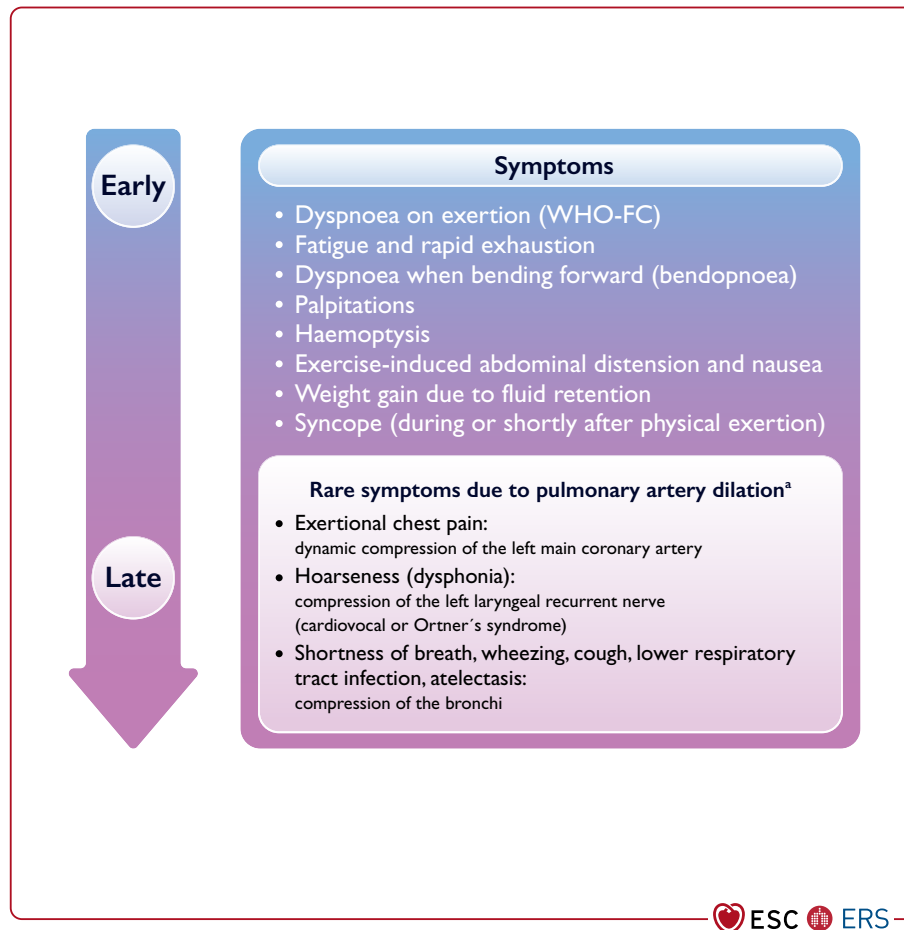 Early
Symptoms
• Dyspnoea on exertion (WHO-FC)
• Fatigue and rapid exhaustion
• Dyspnoea when bending forward (bendopnoea)
• Palpitations
• Haemoptysis
• Exercise-induced abdominal distension and nausea
• Weight gain due to fluid retention
• Syncope (during or shortly after physical exertion)
Rare symptoms due to pulmonary artery dilationᵃ
• Exertional chest pain:
dynamic compression of the left main coronary artery
Late
• Hoarseness (dysphonia):
compression of the left laryngeal recurrent nerve
(cardiovocal or Ortner´s syndrome)
• Shortness of breath, wheezing, cough, lower respiratory
tract infection, atelectasis:
compression of the bronchi
ESC ERS